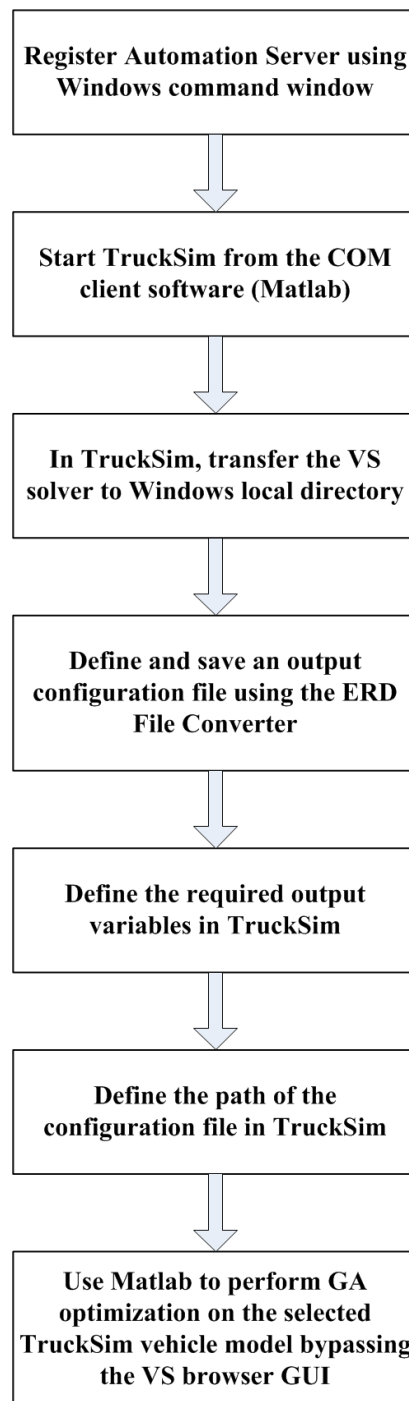 Register Automation Server using
Windows command window
Start TruckSim from the COM
client software (Matlab)
In TruckSim, transfer the VS
solver to Windows local directory
Define and save an output
configuration file using the ERD
File Converter
Define the required output
variables in TruckSim
Define the path of the
configuration file in TruckSim
Use Matlab to perform GA
optimization on the selected
TruckSim vehicle model bypassing
the VS browser GUI